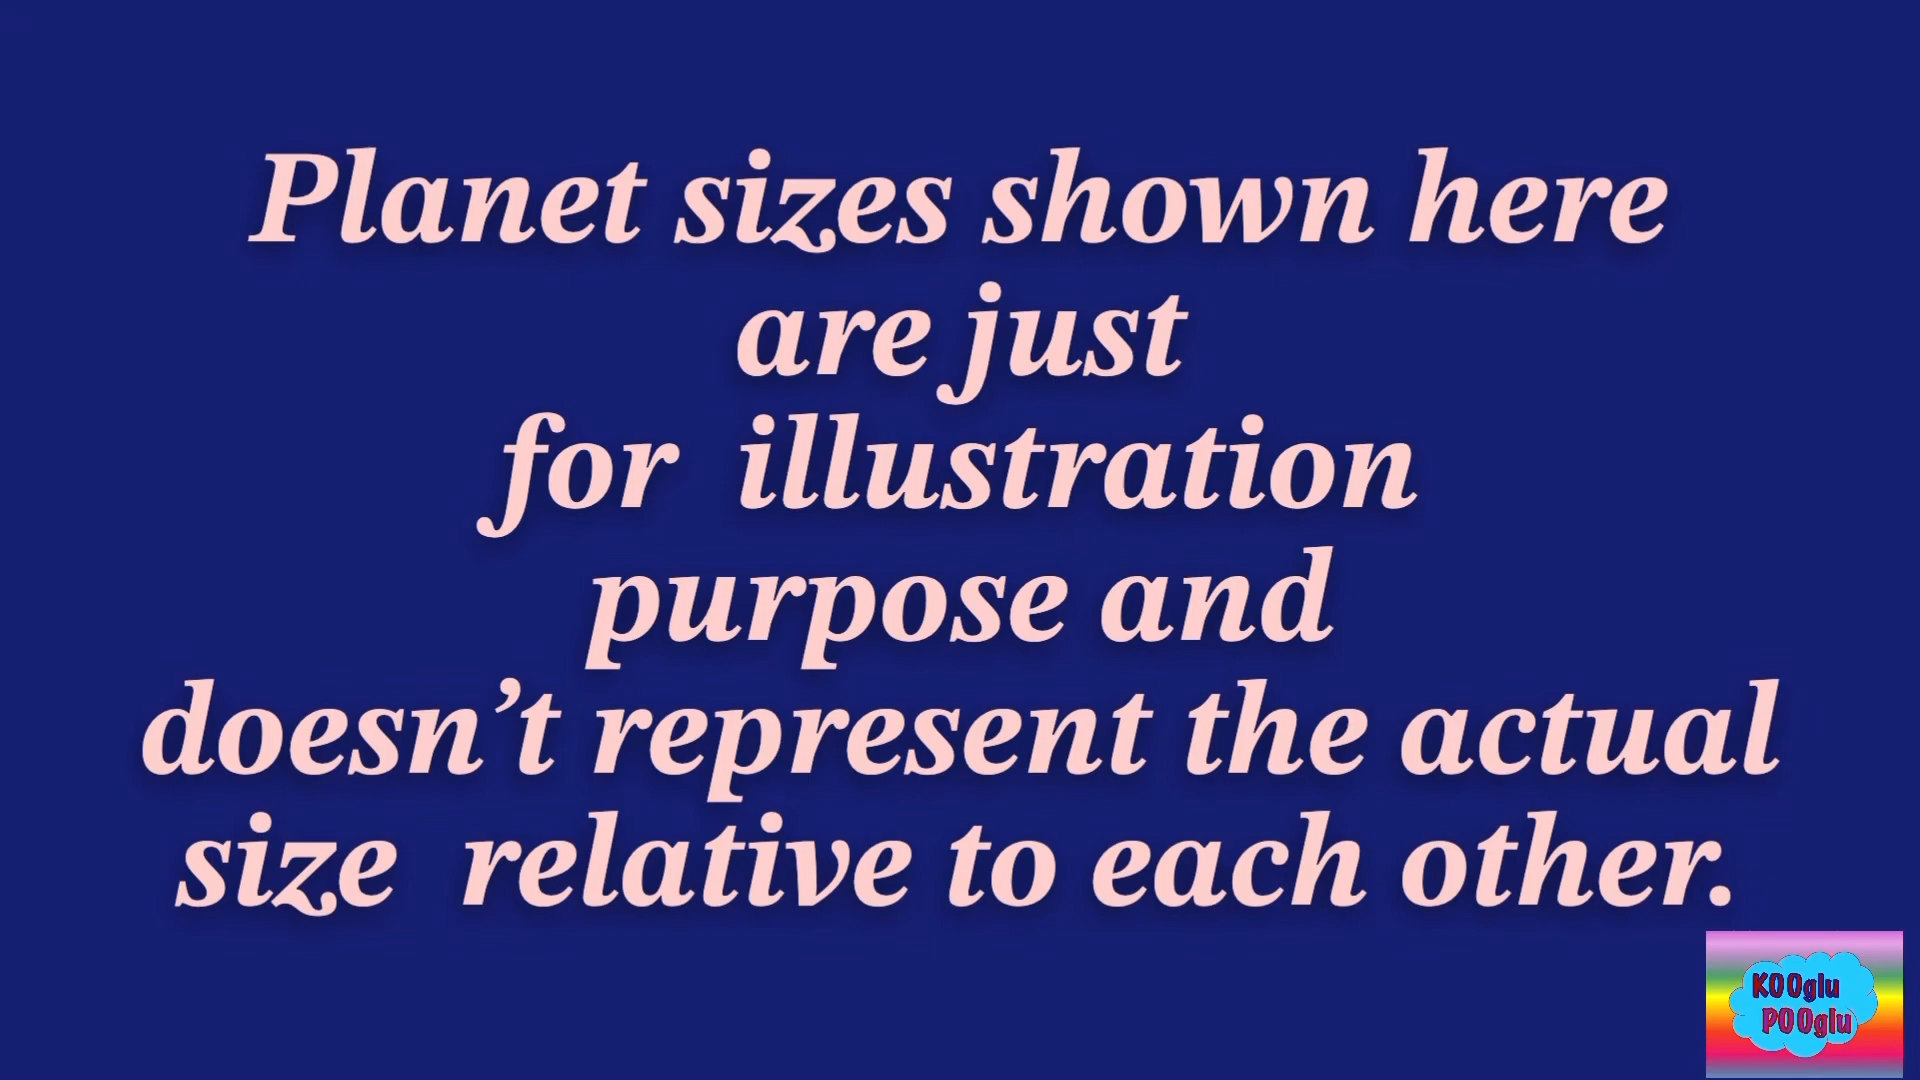 Planet sizes shown here
are just
for  illustration
purpose and
doesn’t represent the actual
size  relative to each other.
KOOglu
POOglu